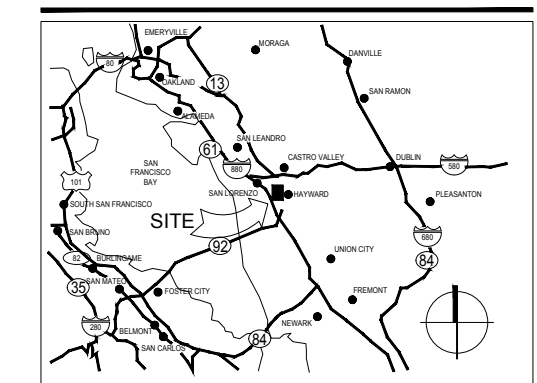 EMERYVILLE
MORAGA
DANVILLE
80
OAKLAND
13
SAN RAMON
ALAMEDA
SAN LEANDRO
61
SAN
FRANCISCO
BAY
880
CASTRO VALLEY
DUBLIN
580
101
SAN LORENZO
HAYWARD
PLEASANTON
SOUTH SAN FRANCISCO
SITE
SAN BRUNO
92
680
82
BURLINGAME
UNION CITY
84
SAN MATEO
35
FOSTER CITY
FREMONT
280
BELMONT
NEWARK
84
SAN CARLOS